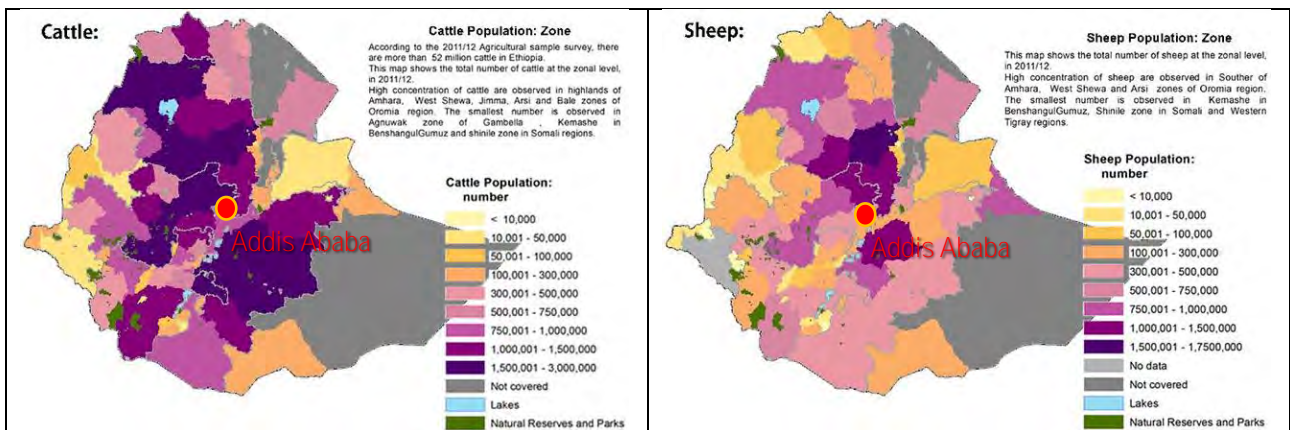 Cattle:
Cattle Population: Zone
According to the 2011/12 Agricultural sample survey, there
are more than 52 million cattle in Ethiopia.
This map shows the total number of cattle at the zonal level,
in 2011/12.
High concentration of cattle are observed in highlands of
Amhara, West Shewa, Jimma, Arsi and Bale zones of
Oromia region. The smallest number is observed in
Agnuwak zone of Gambella , Kemashe in
BenshangulGumuz and shinile zone in Somali regions.
Cattle Population:
number
< 10,000
10,001 - 50,000
50,001 - 100,000
100,001 - 300,000
300,001 - 500,000
500,001 - 750,000
750,001 - 1,000,000
1,000,001 - 1,500,000
1,500,001 - 3,000,000
Not covered
Lakes
Natural Reserves and Parks
Addis Ababa
Sheep:
Sheep Population: Zone
This map shows the total number of sheep at the zonal level,
in 2011/12.
High concentration of sheep are observed in Souther of
Amhara, West Shewa and Arsi zones of Oromia region.
The smallest number is observed in Kemashe in
BenshangulGumuz, Shinile zone in Somali and Western
Tigray regions.
Sheep Population:
number
< 10,000
10,001 - 50,000
50,001 - 100,000
100,001 - 300,000
300,001 - 500,000
500,001 - 750,000
750,001 - 1,000,000
1,000,001 - 1,500,000
1,500,001 - 1,7500,000
No data
Not covered
Lakes
Natural Reserves and Parks
Addis Ababa